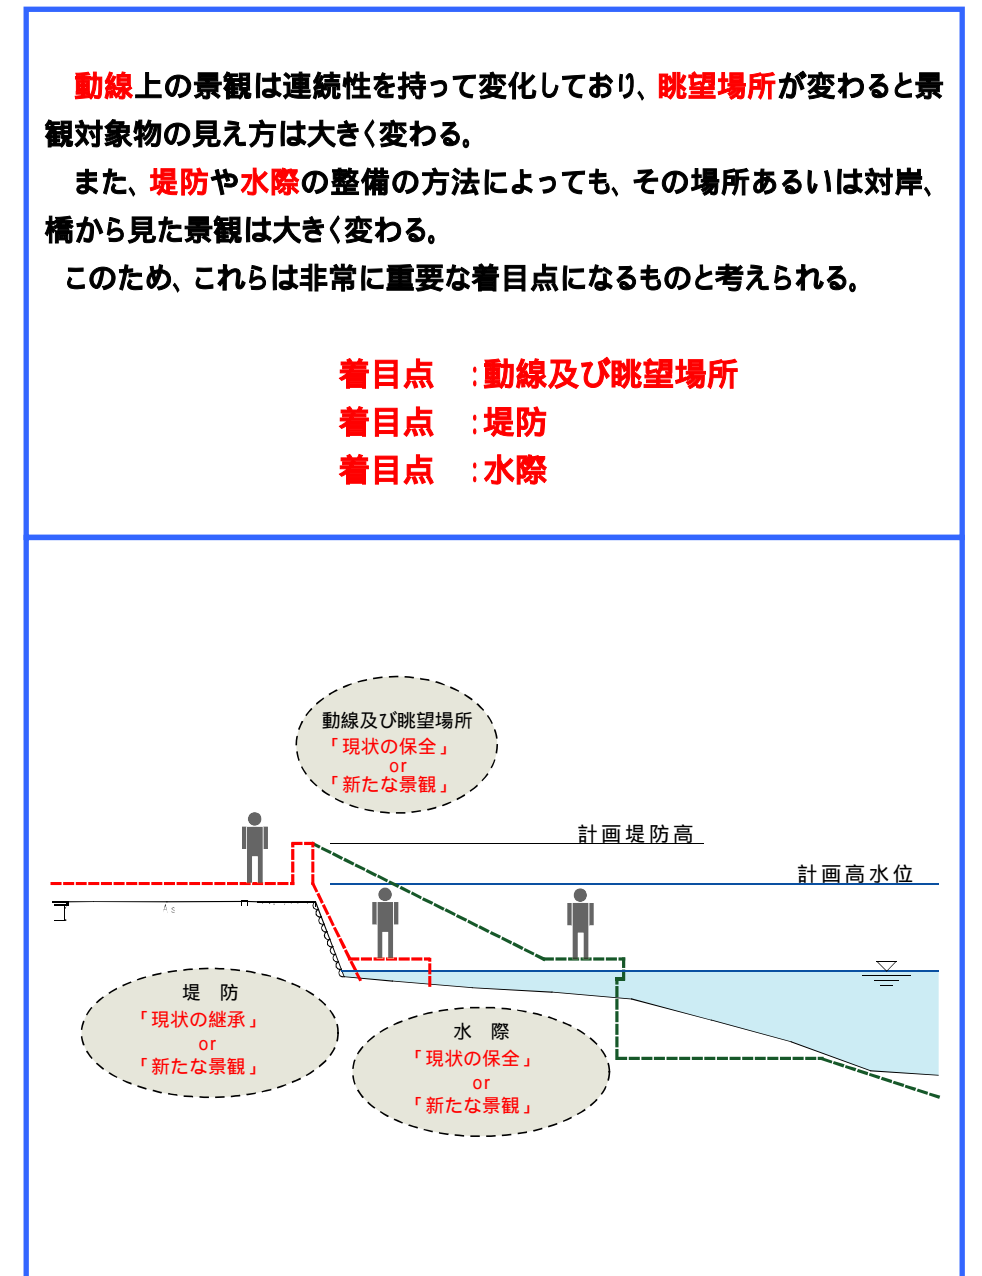 動線上の景観は連続性を持って変化しており、眺望場所が変わると景
観対象物の見え方は大きく変わる。
また、堤防や水際の整備の方法によっても、その場所あるいは対岸、
橋から見た景観は大きく変わる。
このため、これらは非常に重要な着目点になるものと考えられる。
着目点 :動線及び眺望場所
着目点 :堤防
着目点 :水際
動線及び眺望場所
「現状の保全」
or
「新たな景観」
計画堤防高
計画高水位
As
堤 防
「現状の継承」
or
「新たな景観」
水 際
「現状の保全」
or
「新たな景観」